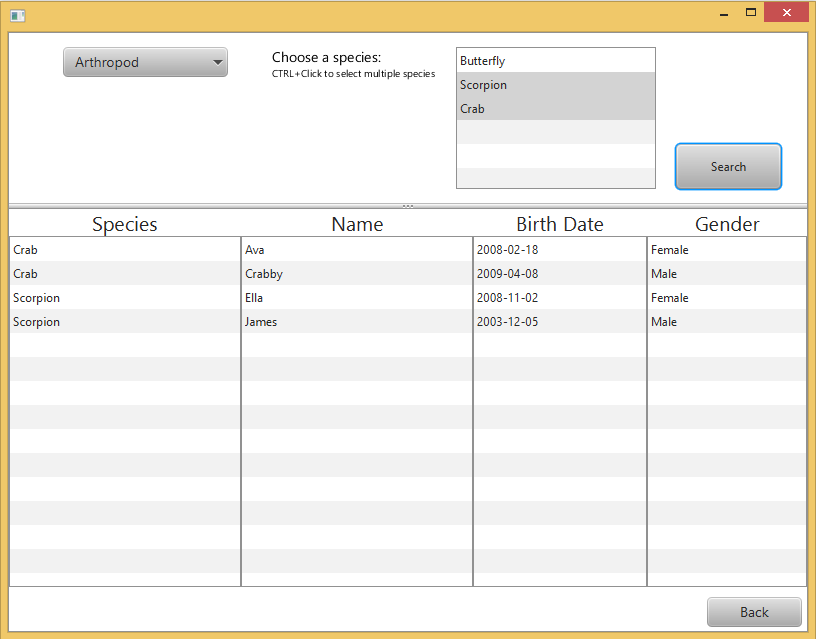 Arthropod
Choose a species:
CTRL+Click to select multiple species
Butterfly
Scorpion
Crab
Search
Species Name Birth Date Gender
Crab Ava 2008-02-18 Female
Crab Crabby 2009-04-08 Male
Scorpion Ella 2008-11-02 Female
Scorpion James 2003-12-05 Male
Back